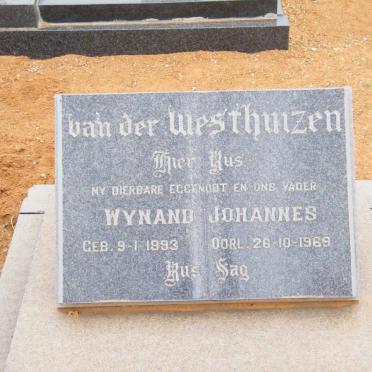 van der Westhuizen
Hier Rus
MY DIERBARE EGGENOOT EN ONS VADER
WYNAND JOHANNES
GEB. 9-1-1893 OORL. 26-10-1969
Rus Sag